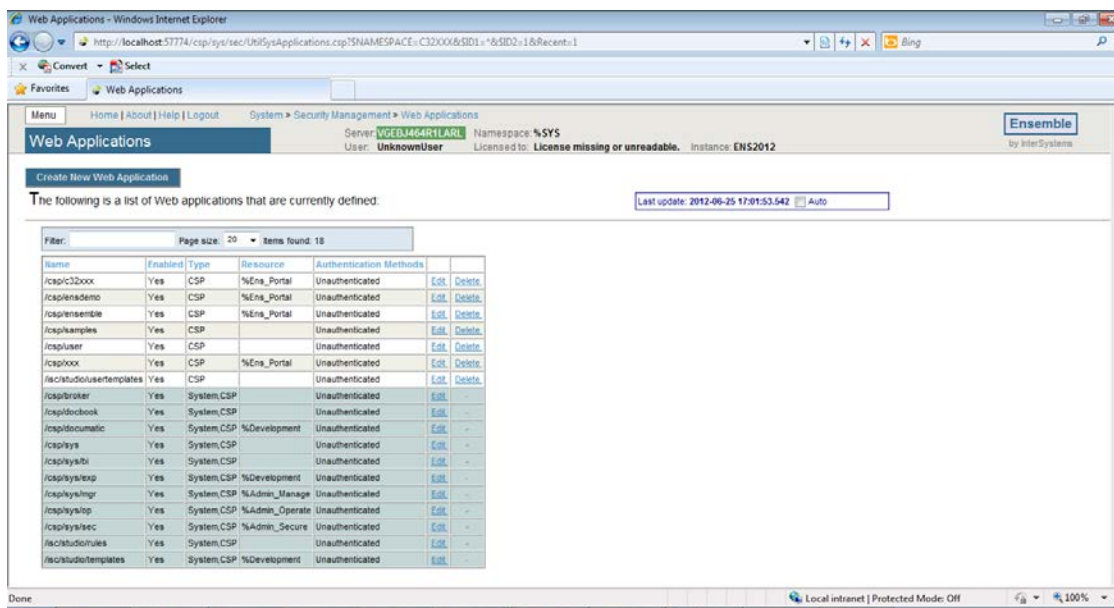 Web Applications - Windows Internet Explorer
http://localhost:57774/csp/sys/sec/UtilSysApplications.csp?$NAMESPACE=C32XXX&$ID1=*&$ID2=1&Recent=1
Bing
x Convert Select
Favorites Web Applications
Menu Home | About | Help | Logout System > Security Management > Web Applications
Ensemble
by InterSystems
Web Applications
Server: VGEBJ464R1LARL Namespace: %SYS
User: UnknownUser Licensed to: License missing or unreadable. Instance: ENS2012
Create New Web Application
The following is a list of Web applications that are currently defined:
Last update: 2012-06-25 17:01:53.542 Auto
Filter: Page size: 20 Items found: 18
Name Enabled Type Resource Authentication Methods
/csp/c32xxx Yes CSP %Ens_Portal Unauthenticated Edit Delete
/csp/ensdemo Yes CSP %Ens_Portal Unauthenticated Edit Delete
/csp/ensemble Yes CSP %Ens_Portal Unauthenticated Edit Delete
/csp/samples Yes CSP Unauthenticated Edit Delete
/csp/user Yes CSP Unauthenticated Edit Delete
/csp/xxx Yes CSP %Ens_Portal Unauthenticated Edit Delete
/isc/studio/usertemplates Yes CSP Unauthenticated Edit Delete
/csp/broker Yes System,CSP Unauthenticated Edit -
/csp/docbook Yes System,CSP Unauthenticated Edit -
/csp/documatic Yes System,CSP %Development Unauthenticated Edit -
/csp/sys Yes System,CSP Unauthenticated Edit -
/csp/sys/bi Yes System,CSP Unauthenticated Edit -
/csp/sys/exp Yes System,CSP %Development Unauthenticated Edit -
/csp/sys/mgr Yes System,CSP %Admin_Manage Unauthenticated Edit -
/csp/sys/op Yes System,CSP %Admin_Operate Unauthenticated Edit -
/csp/sys/sec Yes System,CSP %Admin_Secure Unauthenticated Edit -
/isc/studio/rules Yes System,CSP Unauthenticated Edit -
/isc/studio/templates Yes System,CSP %Development Unauthenticated Edit -
Done Local intranet | Protected Mode: Off 100%